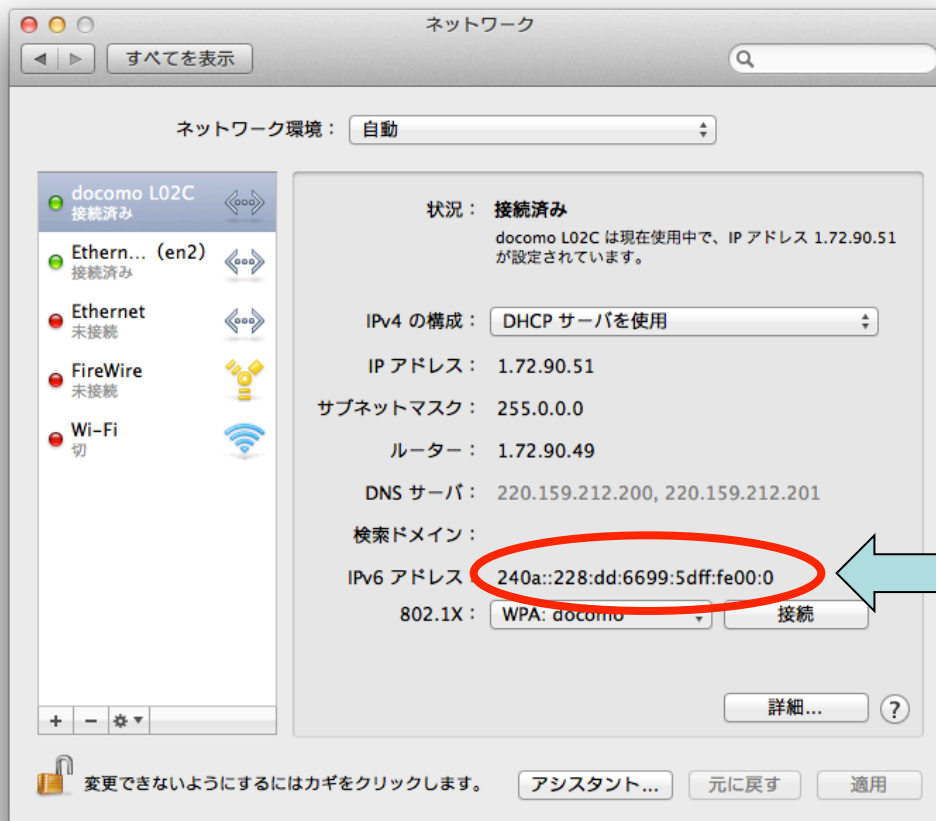 ネットワーク
すべてを表示
ネットワーク環境： 自動
docomo L02C
接続済み
Ethern... (en2)
接続済み
Ethernet
未接続
FireWire
未接続
Wi-Fi
切
状況： 接続済み
docomo L02C は現在使用中で、IP アドレス 1.72.90.51
が設定されています。
IPv4 の構成： DHCP サーバを使用
IP アドレス： 1.72.90.51
サブネットマスク： 255.0.0.0
ルーター： 1.72.90.49
DNS サーバ： 220.159.212.200, 220.159.212.201
検索ドメイン：
IPv6 アドレス： 240a::228:dd:6699:5dff:fe00:0
802.1X： WPA: docomo 接続
詳細... ?
+ −
変更できないようにするにはカギをクリックします。 アシスタント... 元に戻す 適用